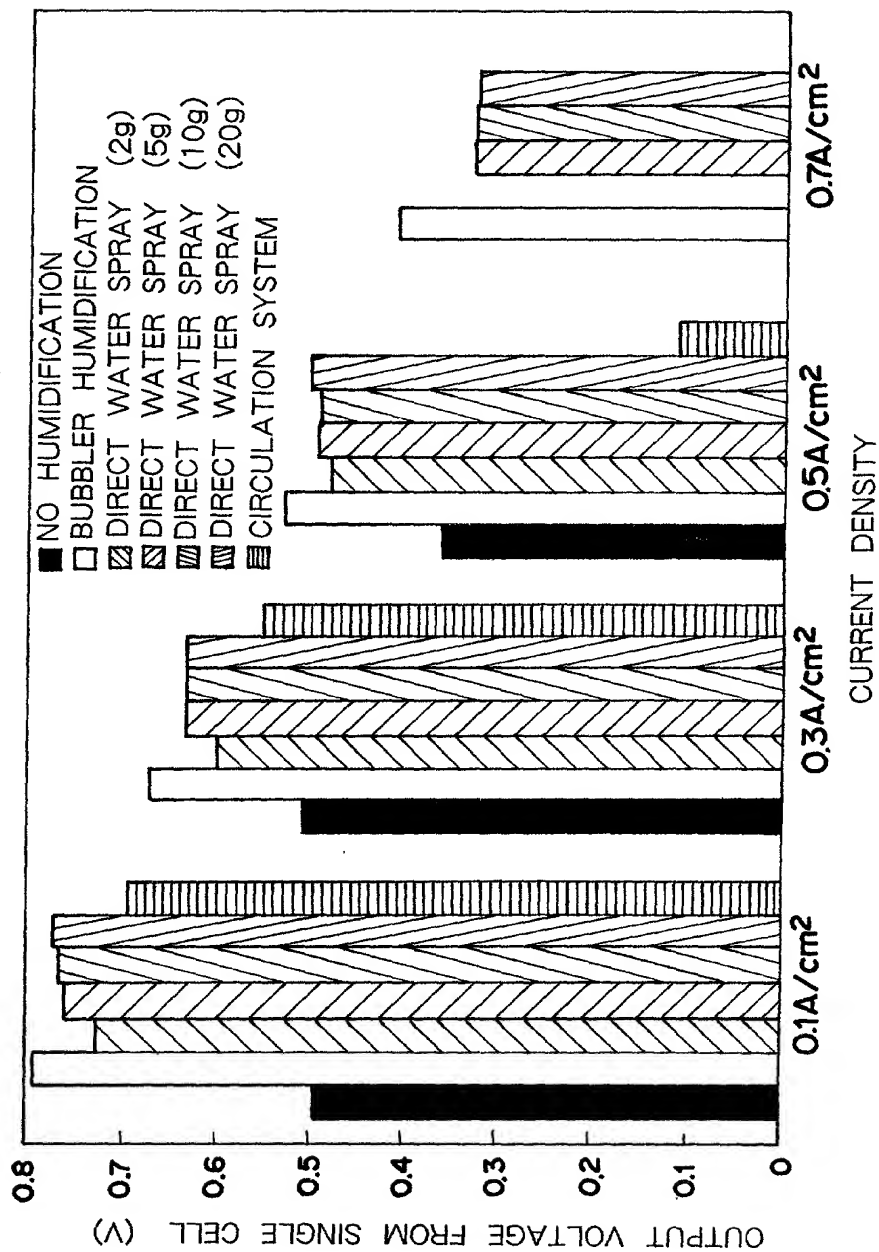 OUTPUT VOLTAGE FROM SINGLE CELL (V)
0.8
0.7
0.6
0.5
0.4
0.3
0.2
0.1
0
NO HUMIDIFICATION
BUBBLER HUMIDIFICATION
DIRECT WATER SPRAY (2g)
DIRECT WATER SPRAY (5g)
DIRECT WATER SPRAY (10g)
DIRECT WATER SPRAY (20g)
CIRCULATION SYSTEM
0.1A/cm²
0.3A/cm²
0.5A/cm²
0.7A/cm²
CURRENT DENSITY